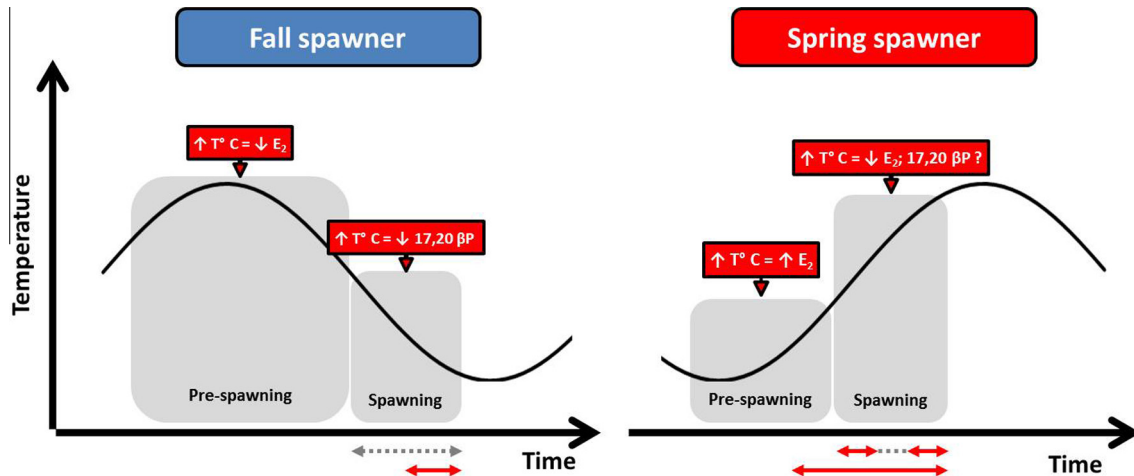 Fall spawner
Spring spawner
Temperature
↑ T° C = ↓ E₂
↑ T° C = ↓ 17,20 βP
Pre-spawning
Spawning
Time
↑ T° C = ↓ E₂; 17,20 βP ?
↑ T° C = ↑ E₂
Pre-spawning
Spawning
Time